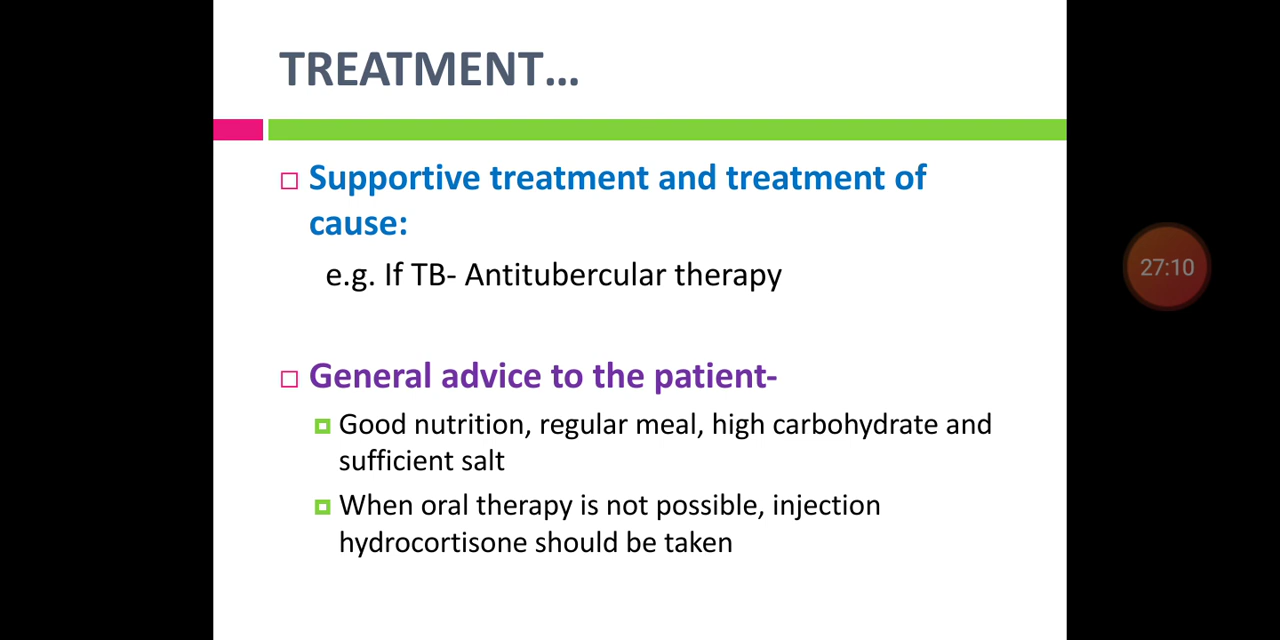 TREATMENT...
Supportive treatment and treatment of
cause:
e.g. If TB- Antitubercular therapy
General advice to the patient-
Good nutrition, regular meal, high carbohydrate and
sufficient salt
When oral therapy is not possible, injection
hydrocortisone should be taken
27:10